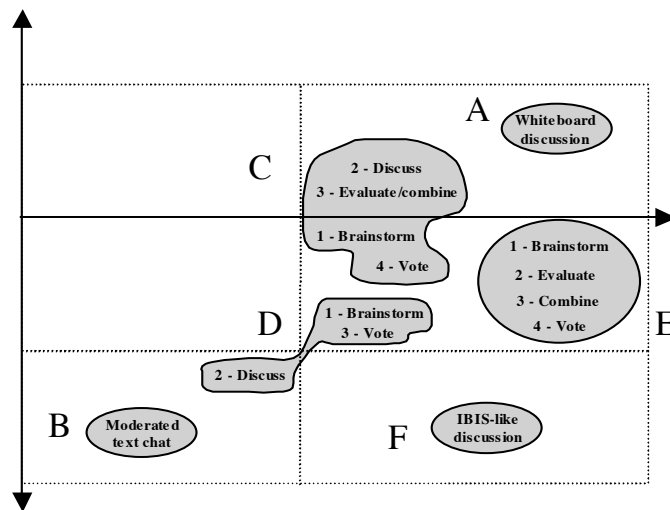 A
Whiteboard
discussion
C
2 - Discuss
3 - Evaluate/combine
1 - Brainstorm
4 - Vote
1 - Brainstorm
2 - Evaluate
3 - Combine
4 - Vote
E
D
1 - Brainstorm
3 - Vote
2 - Discuss
B
Moderated
text chat
F
IBIS-like
discussion